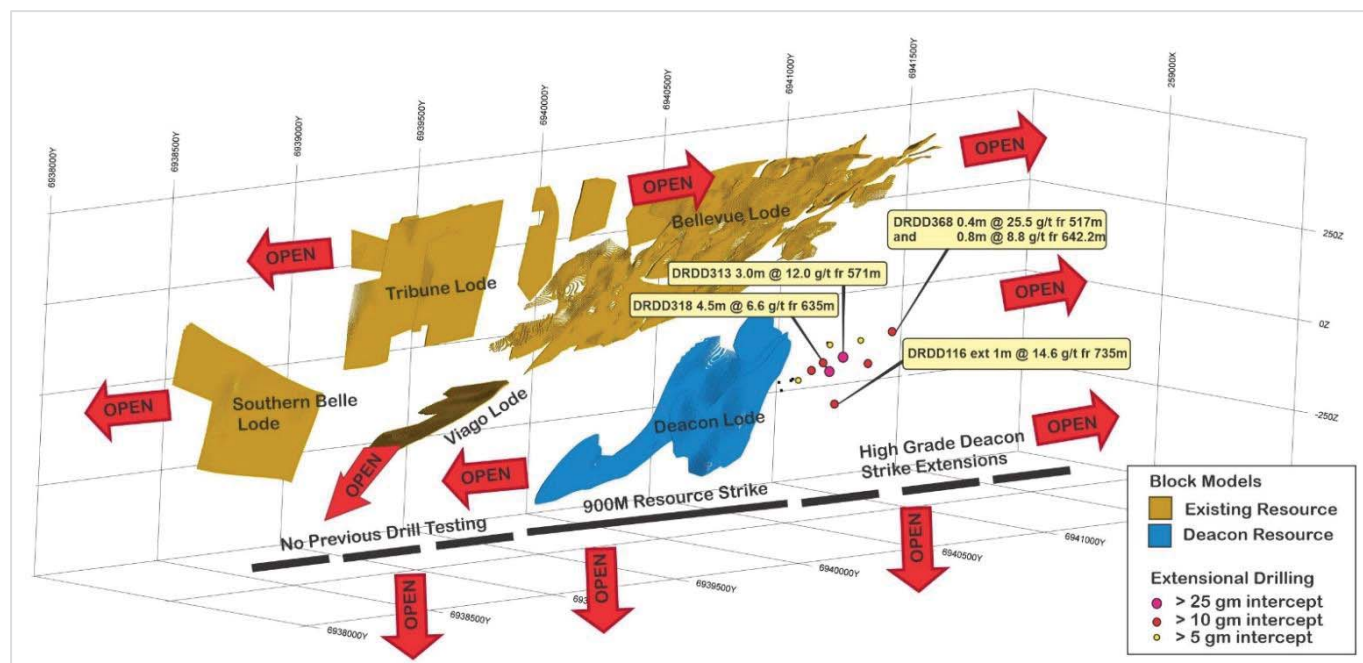 6938000Y
6938500Y
6939000Y
6939500Y
6940000Y
6940500Y
6941000Y
6941500Y
259000X
OPEN
OPEN
Bellevue Lode
OPEN
Tribune Lode
DRDD368 0.4m @ 25.5 g/t fr 517m
and 0.8m @ 8.8 g/t fr 642.2m
250Z
DRDD313 3.0m @ 12.0 g/t fr 571m
DRDD318 4.5m @ 6.6 g/t fr 635m
OPEN
0Z
DRDD116 ext 1m @ 14.6 g/t fr 735m
OPEN
Southern Belle
Lode
Viago Lode
Deacon Lode
OPEN
-250Z
OPEN
OPEN
High Grade Deacon
Strike Extensions
900M Resource Strike
No Previous Drill Testing
OPEN
OPEN
OPEN
6938000Y
6938500Y
6939500Y
6940000Y
6940500Y
6941000Y
Block Models
Existing Resource
Deacon Resource
Extensional Drilling
> 25 gm intercept
> 10 gm intercept
> 5 gm intercept